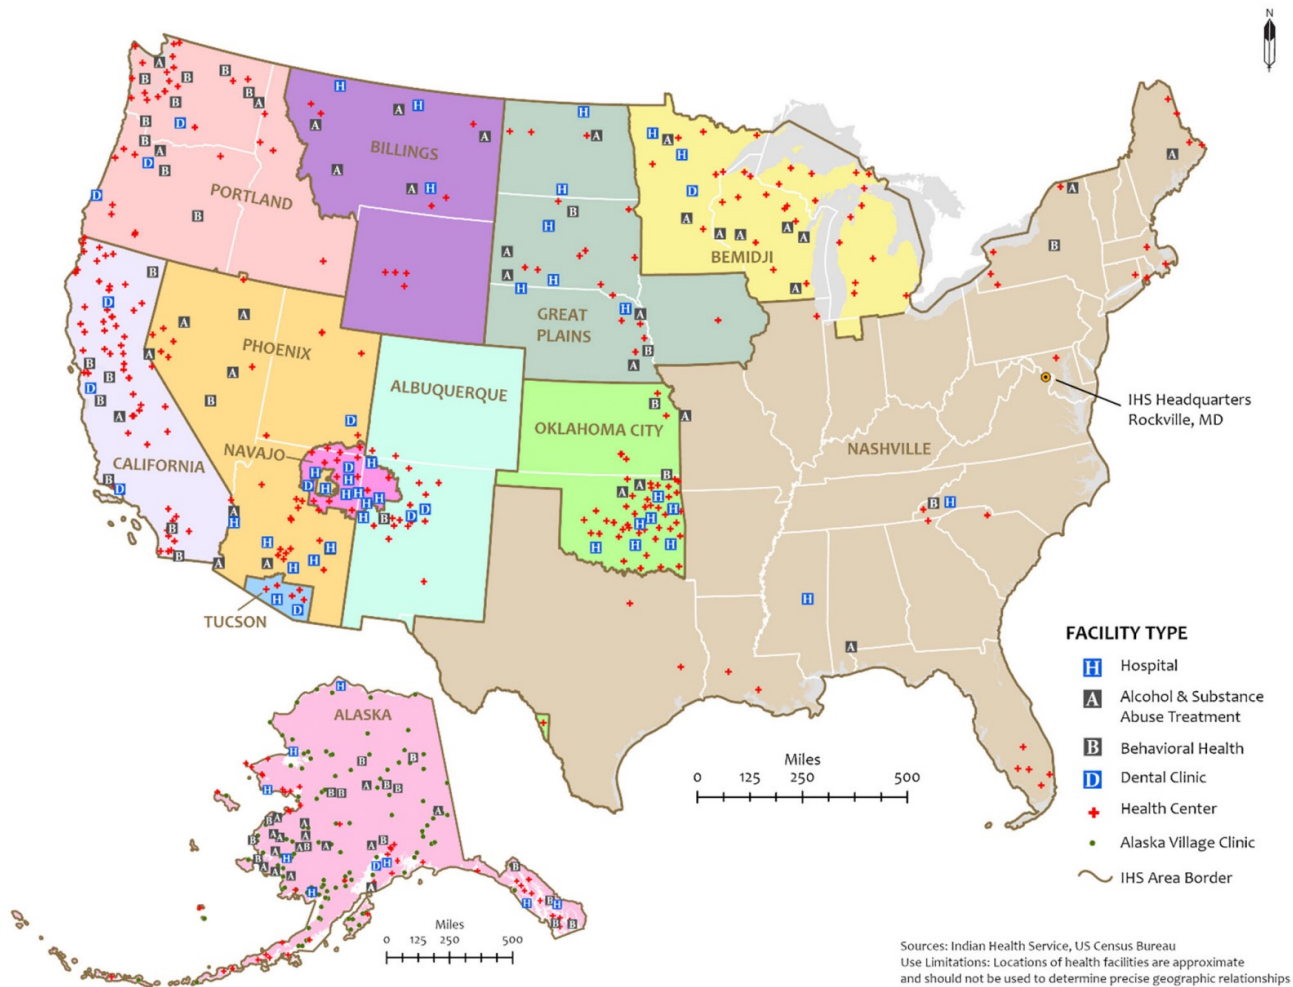 N
PORTLAND
BILLINGS
GREAT
PLAINS
BEMIDJI
PHOENIX
ALBUQUERQUE
OKLAHOMA CITY
NASHVILLE
CALIFORNIA
NAVAJO
TUCSON
ALASKA
IHS Headquarters
Rockville, MD
FACILITY TYPE
H Hospital
A Alcohol & Substance
Abuse Treatment
B Behavioral Health
D Dental Clinic
Health Center
Alaska Village Clinic
IHS Area Border
Miles
0 125 250 500
Miles
0 125 250 500
Sources: Indian Health Service, US Census Bureau
Use Limitations: Locations of health facilities are approximate
and should not be used to determine precise geographic relationships